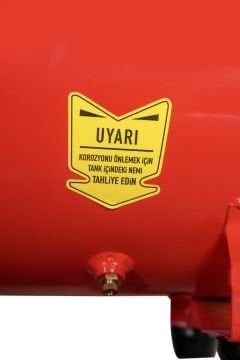 UYARI
KOROZYONU ÖNLEMEK İÇİN
TANK İÇİNDEKİ NEMİ
TAHLİYE EDİN